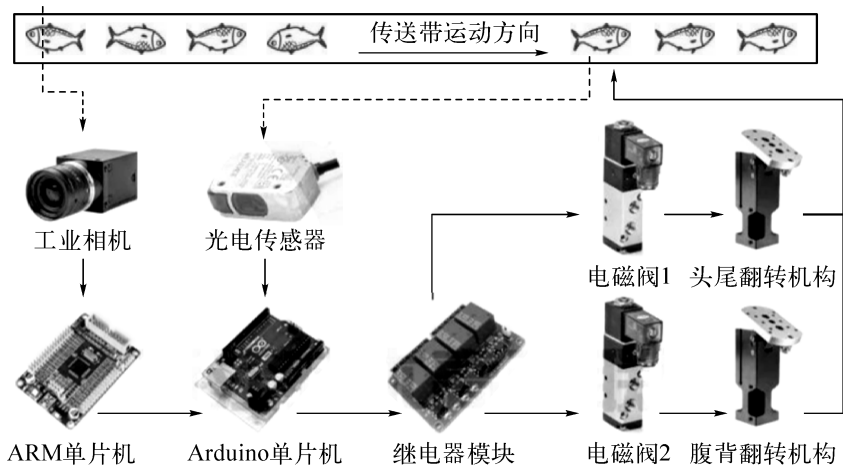 传送带运动方向
工业相机
光电传感器
电磁阀1
头尾翻转机构
ARM单片机
Arduino单片机
继电器模块
电磁阀2
腹背翻转机构